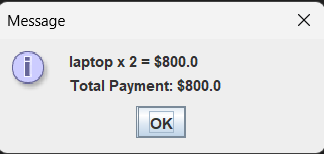 Message
laptop x 2 = $800.0
Total Payment: $800.0
OK